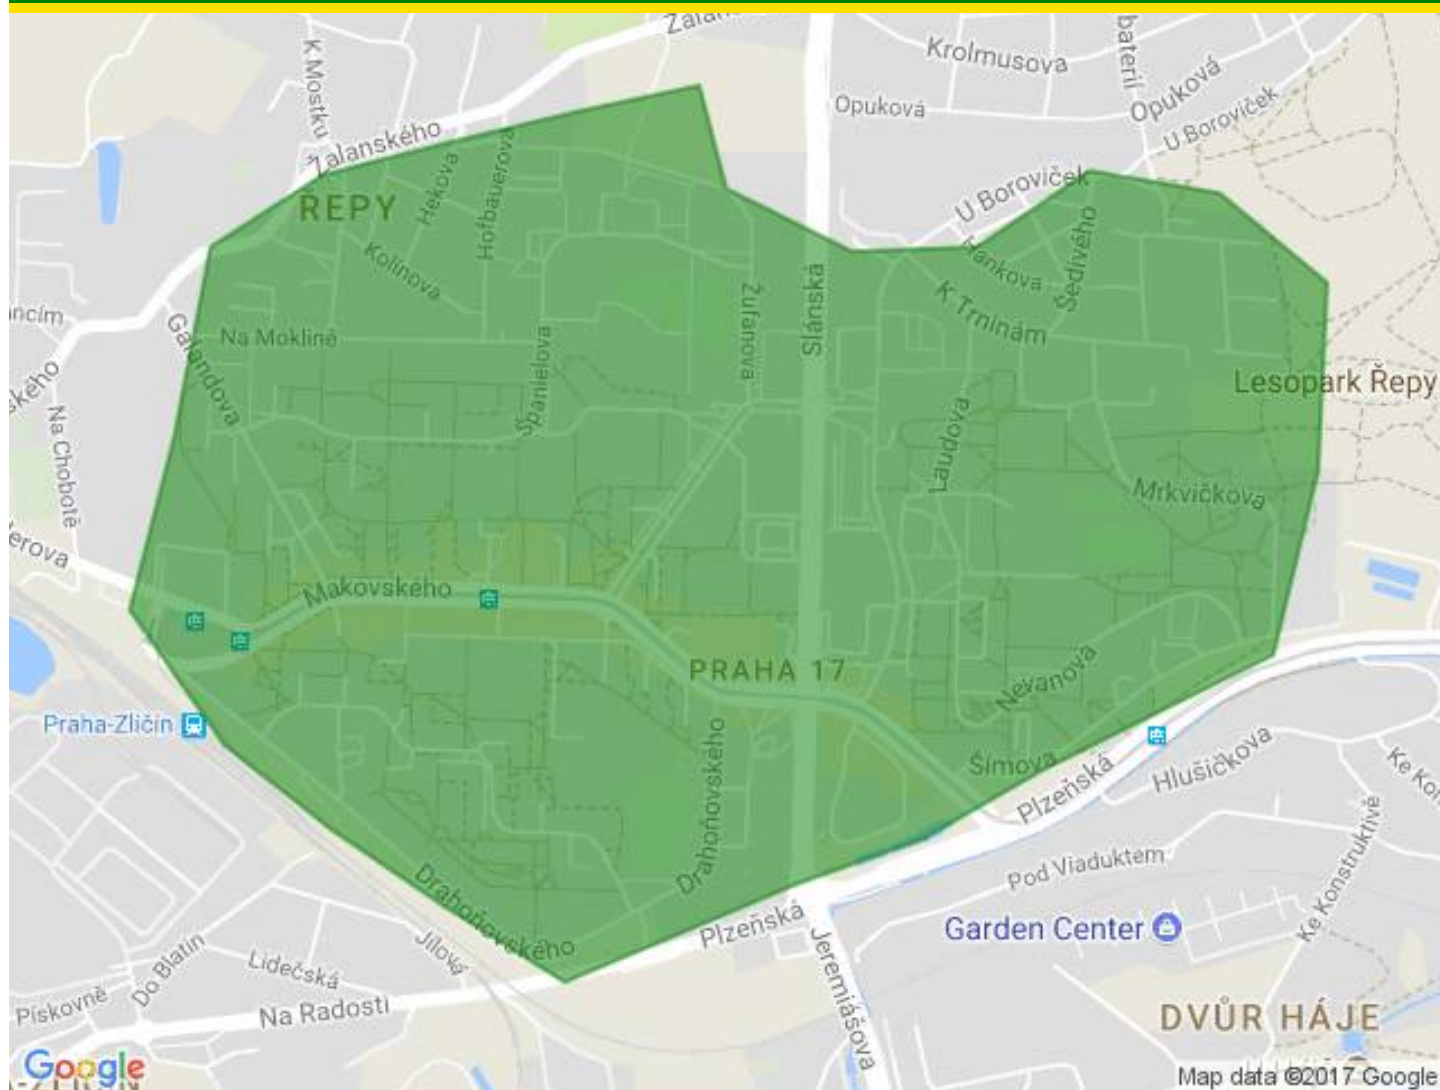 K Mostku
Krolmusova
Opuková
Opuková
U Boroviček
Žalanského
U Boroviček
ŘEPY
Hekova
Hofbauerova
Šedivého
Kolínova
Hankova
Slánská
Žufanova
K Trninám
Galandova
Na Moklině
Španielova
Lesopark Řepy
Na Chobotě
Laudova
Mrkvičkova
Makovského
PRAHA 17
Nevanova
Praha-Zličín
Drahoňovského
Šímova
Plzeňská
Hlušičkova
Drahoňovského
Pod Viaduktem
Ke Konstruktivě
Plzeňská
Garden Center
Jeremiášova
Jílová
Do Blatin
Lidečská
Pískovně
Na Radosti
DVŮR HÁJE
Google
Map data ©2017 Google